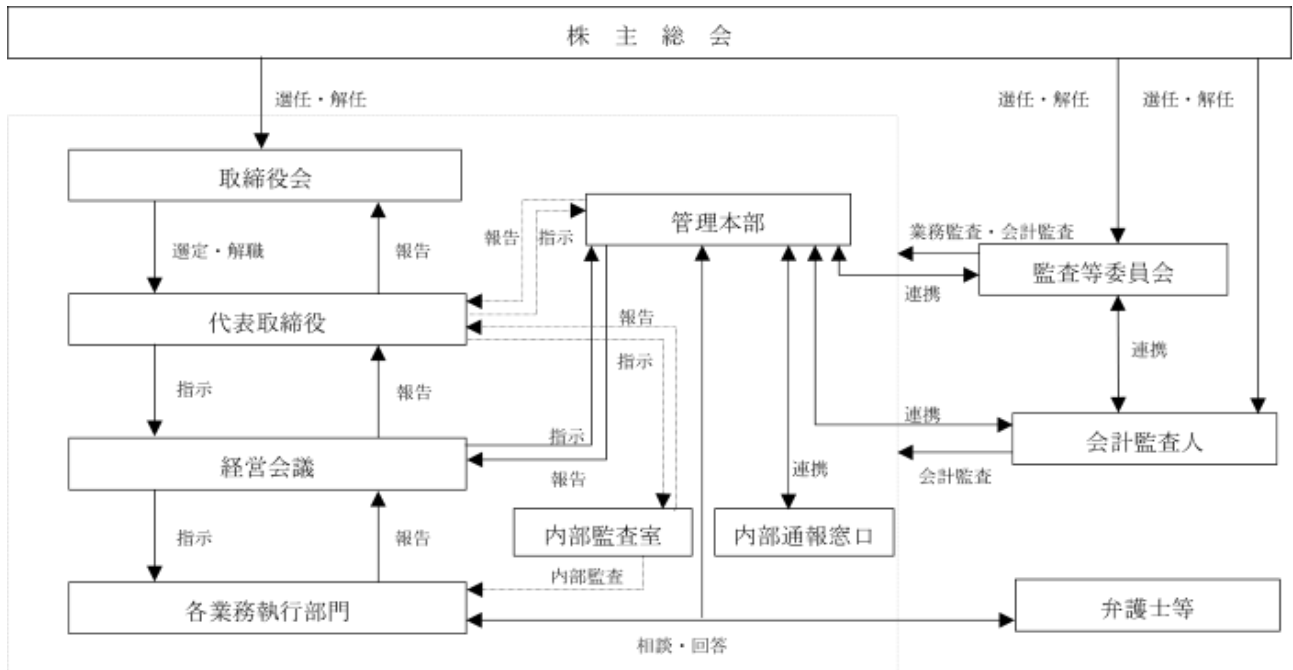 株 主 総 会
選任・解任
選任・解任
選任・解任
取締役会
管理本部
報告
指示
業務監査・会計監査
選定・解職
報告
監査等委員会
連携
代表取締役
報告
指示
連携
指示
報告
連携
指示
会計監査人
経営会議
報告
連携
会計監査
指示
報告
内部監査室
内部通報窓口
内部監査
各業務執行部門
弁護士等
相談・回答